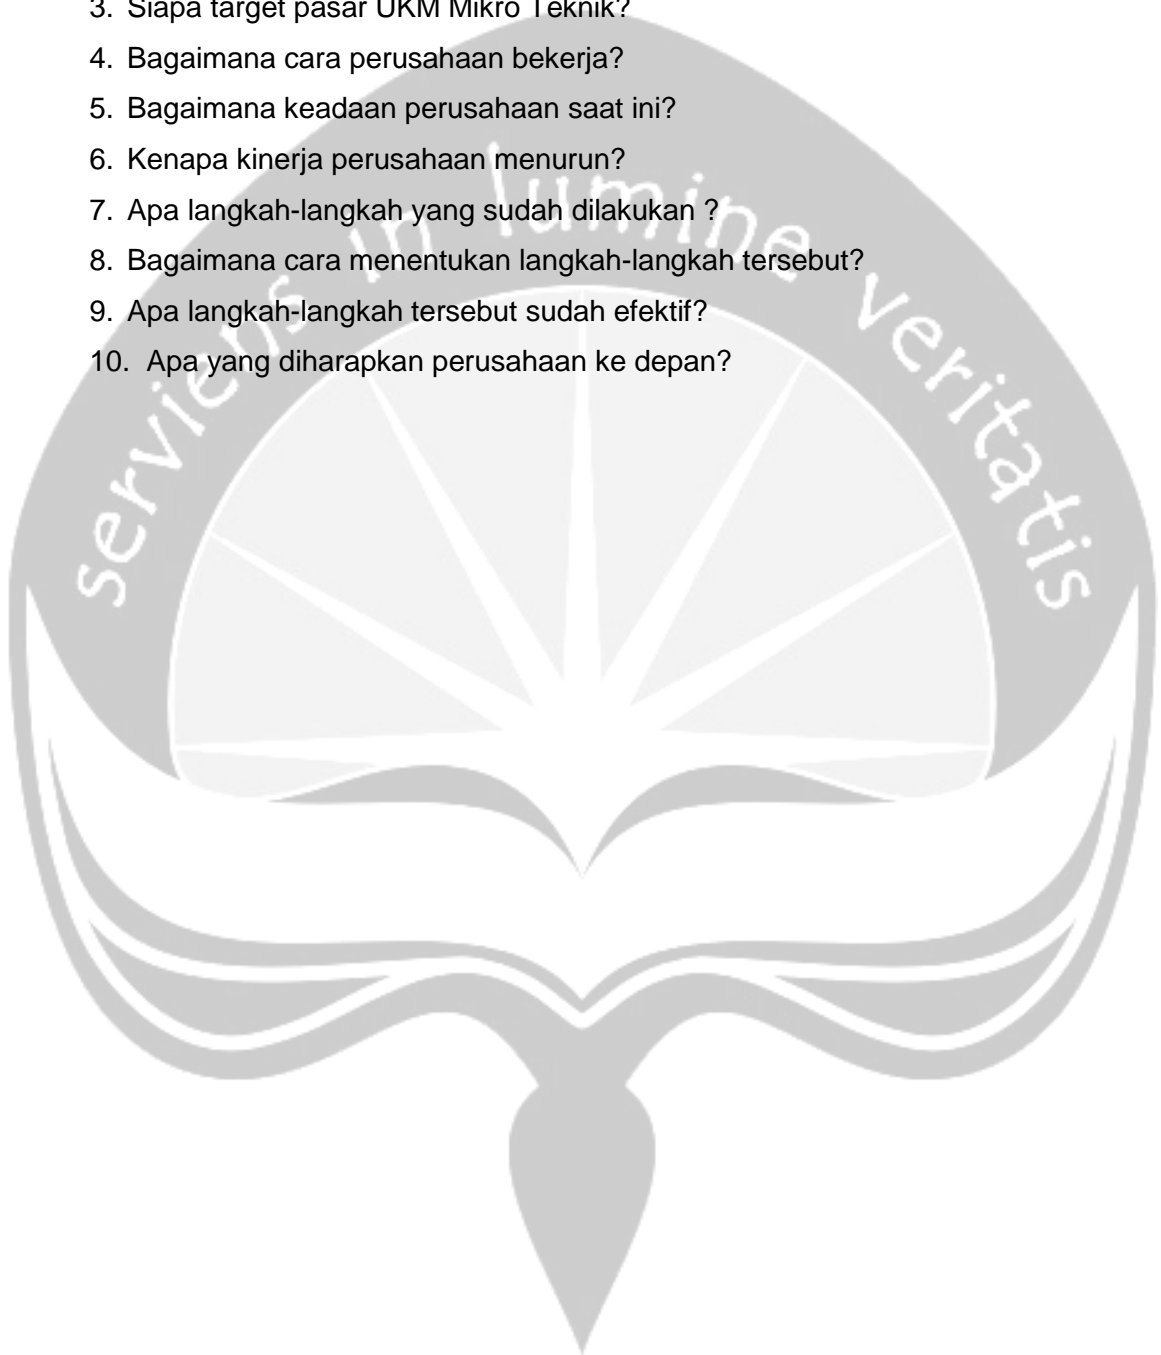 3. Siapa target pasar UKM Mikro Teknik?
4. Bagaimana cara perusahaan bekerja?
5. Bagaimana keadaan perusahaan saat ini?
6. Kenapa kinerja perusahaan menurun?
7. Apa langkah-langkah yang sudah dilakukan ?
8. Bagaimana cara menentukan langkah-langkah tersebut?
9. Apa langkah-langkah tersebut sudah efektif?
10. Apa yang diharapkan perusahaan ke depan?
serviens in lumine veritatis